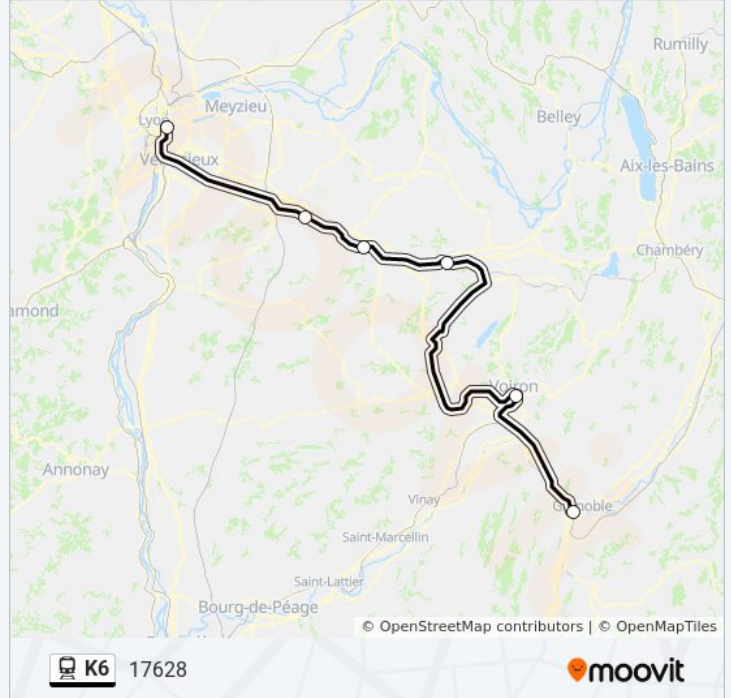 Rumilly
Meyzieu
Lyon
Belley
Vénissieux
Aix-les-Bains
Chambéry
amond
Voiron
Annonay
Vinay
Grenoble
Saint-Marcellin
Saint-Lattier
Bourg-de-Péage
© OpenStreetMap contributors | © OpenMapTiles
K6 17628
moovit